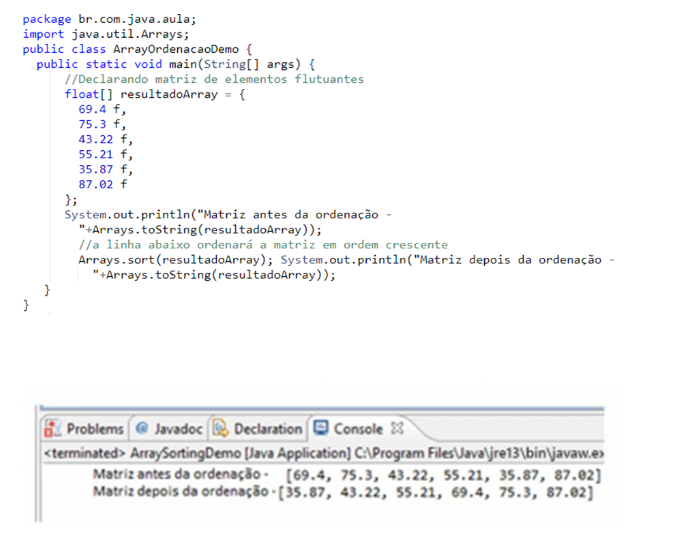 package br.com.java.aula;
import java.util.Arrays;
public class ArrayOrdenacaoDemo {
public static void main(String[] args) {
//Declarando matriz de elementos flutuantes
float[] resultadoArray = {
69.4 f,
75.3 f,
43.22 f,
55.21 f,
35.87 f,
87.02 f
};
System.out.println("Matriz antes da ordenação -
"+Arrays.toString(resultadoArray));
//a linha abaixo ordenará a matriz em ordem crescente
Arrays.sort(resultadoArray); System.out.println("Matriz depois da ordenação -
"+Arrays.toString(resultadoArray));
}
}
Problems @ Javadoc Declaration Console
<terminated> ArraySortingDemo [Java Application] C:\Program Files\Java\jre13\bin\javaw.ex
Matriz antes da ordenação - [69.4, 75.3, 43.22, 55.21, 35.87, 87.02]
Matriz depois da ordenação -[35.87, 43.22, 55.21, 69.4, 75.3, 87.02]